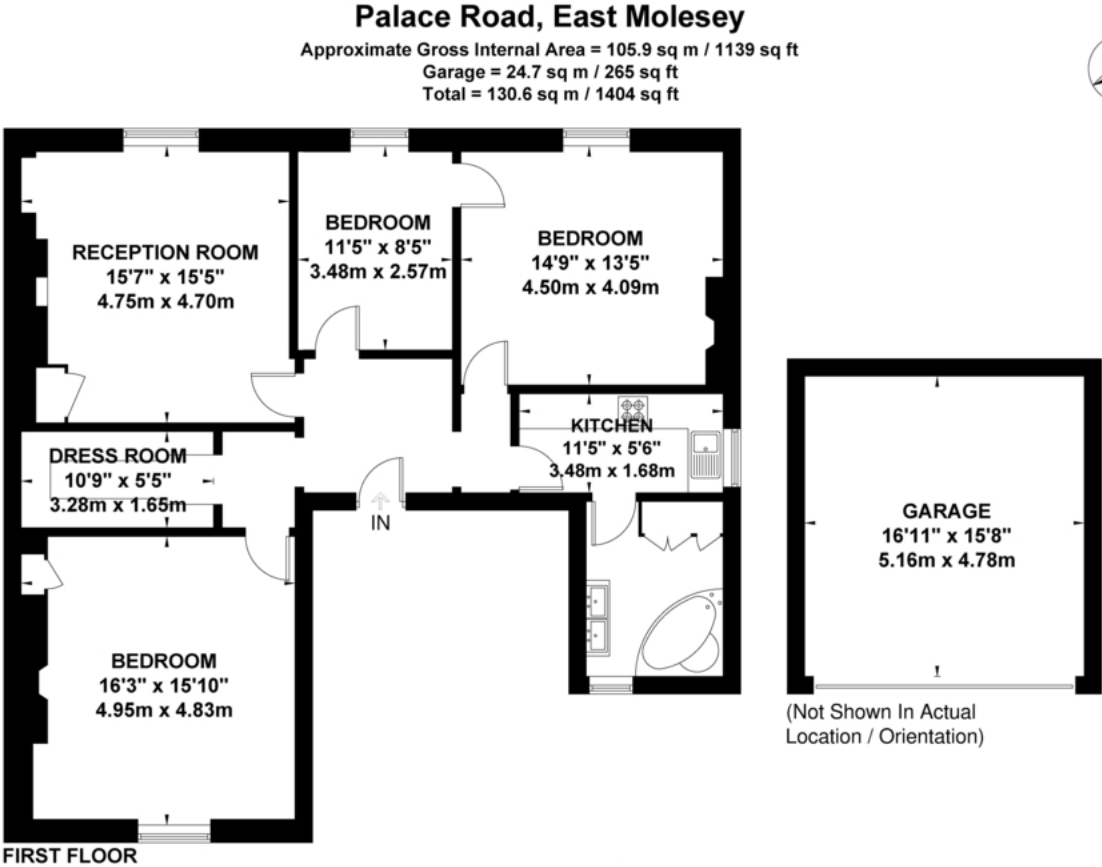 Palace Road, East Molesey
Approximate Gross Internal Area = 105.9 sq m / 1139 sq ft
Garage = 24.7 sq m / 265 sq ft
Total = 130.6 sq m / 1404 sq ft
RECEPTION ROOM
15'7" x 15'5"
4.75m x 4.70m
BEDROOM
11'5" x 8'5"
3.48m x 2.57m
BEDROOM
14'9" x 13'5"
4.50m x 4.09m
KITCHEN
11'5" x 5'6"
3.48m x 1.68m
DRESS ROOM
10'9" x 5'5"
3.28m x 1.65m
IN
GARAGE
16'11" x 15'8"
5.16m x 4.78m
BEDROOM
16'3" x 15'10"
4.95m x 4.83m
(Not Shown In Actual
Location / Orientation)
FIRST FLOOR